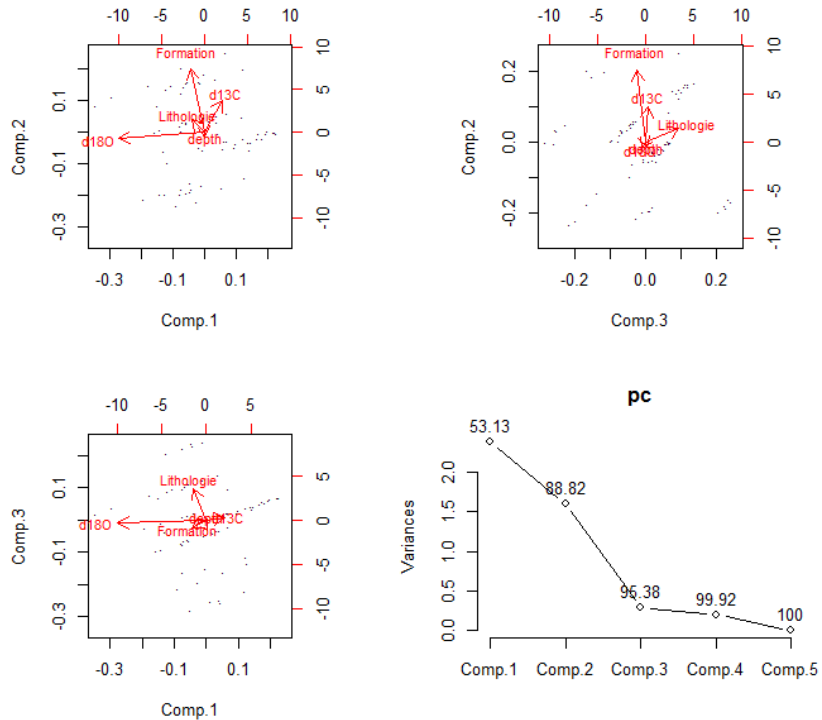 -10 -5 0 5 10
Comp.2
-0.3 -0.1 0.1
Formation
d13C
Lithologie
d18O
depth
10
5
0
-5
-10
-0.3 -0.1 0.1
Comp.1
-10 -5 0 5 10
Comp.2
-0.2 0.0 0.2
Formation
d13C
Lithologie
depth
10
5
0
-5
-10
-0.2 0.0 0.2
Comp.3
-10 -5 0 5
Comp.3
-0.3 -0.1 0.1
Lithologie
d18O
depth
Formation
5
0
-5
-10
-0.3 -0.1 0.1
Comp.1
pc
Variances
0.0 0.5 1.0 1.5 2.0
53.13
88.82
95.38
99.92
100
Comp.1 Comp.2 Comp.3 Comp.4 Comp.5